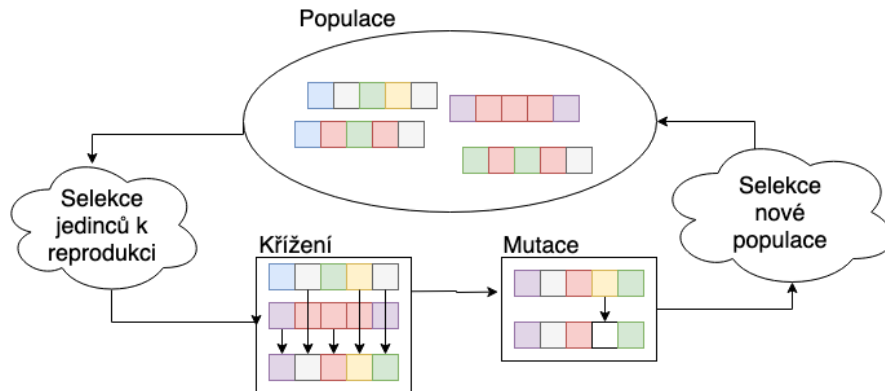 Populace
Selekce
jedinců k
reprodukci
Křížení
Mutace
Selekce
nové
populace